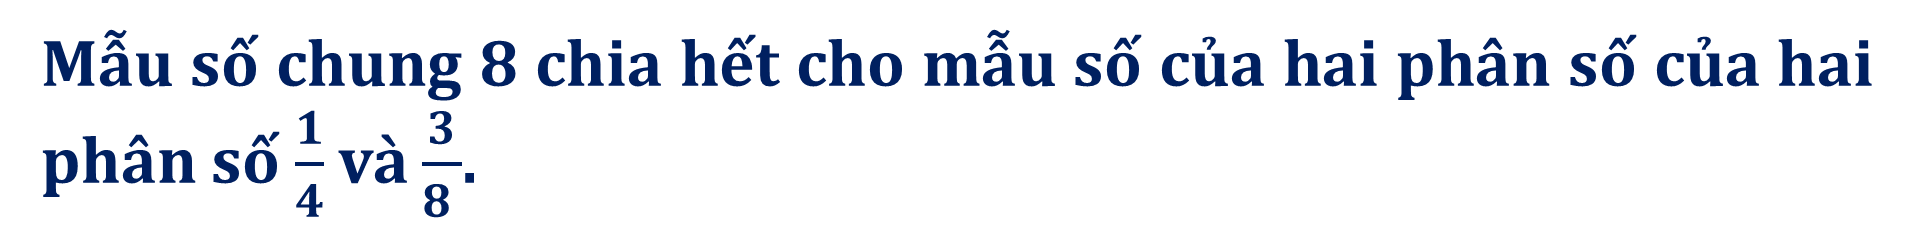 Mẫu số chung 8 chia hết cho mẫu số của hai phân số của hai
phân số 1/4 và 3/8.